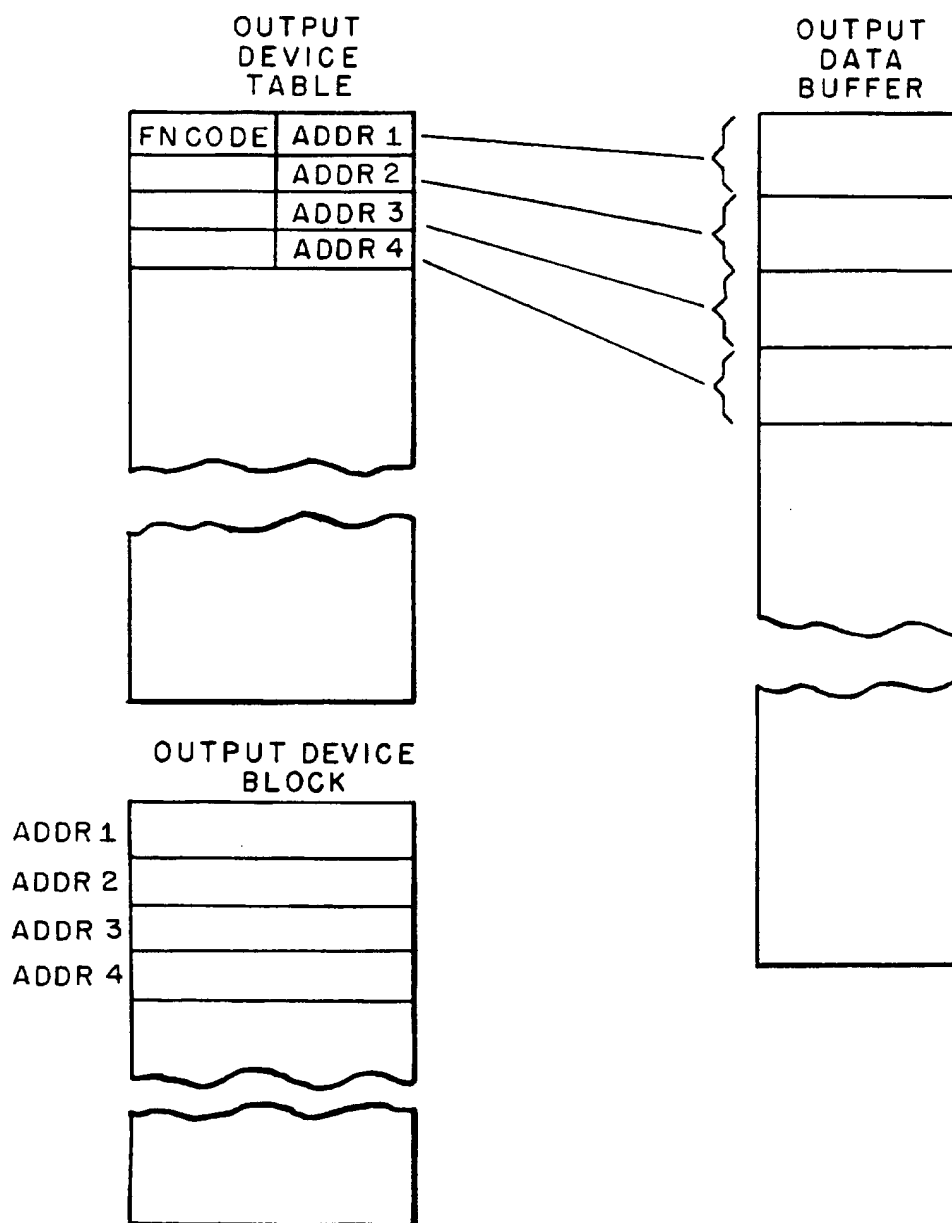 OUTPUT
DEVICE
TABLE
FNCODE ADDR 1
ADDR 2
ADDR 3
ADDR 4
OUTPUT
DATA
BUFFER
OUTPUT DEVICE
BLOCK
ADDR 1
ADDR 2
ADDR 3
ADDR 4